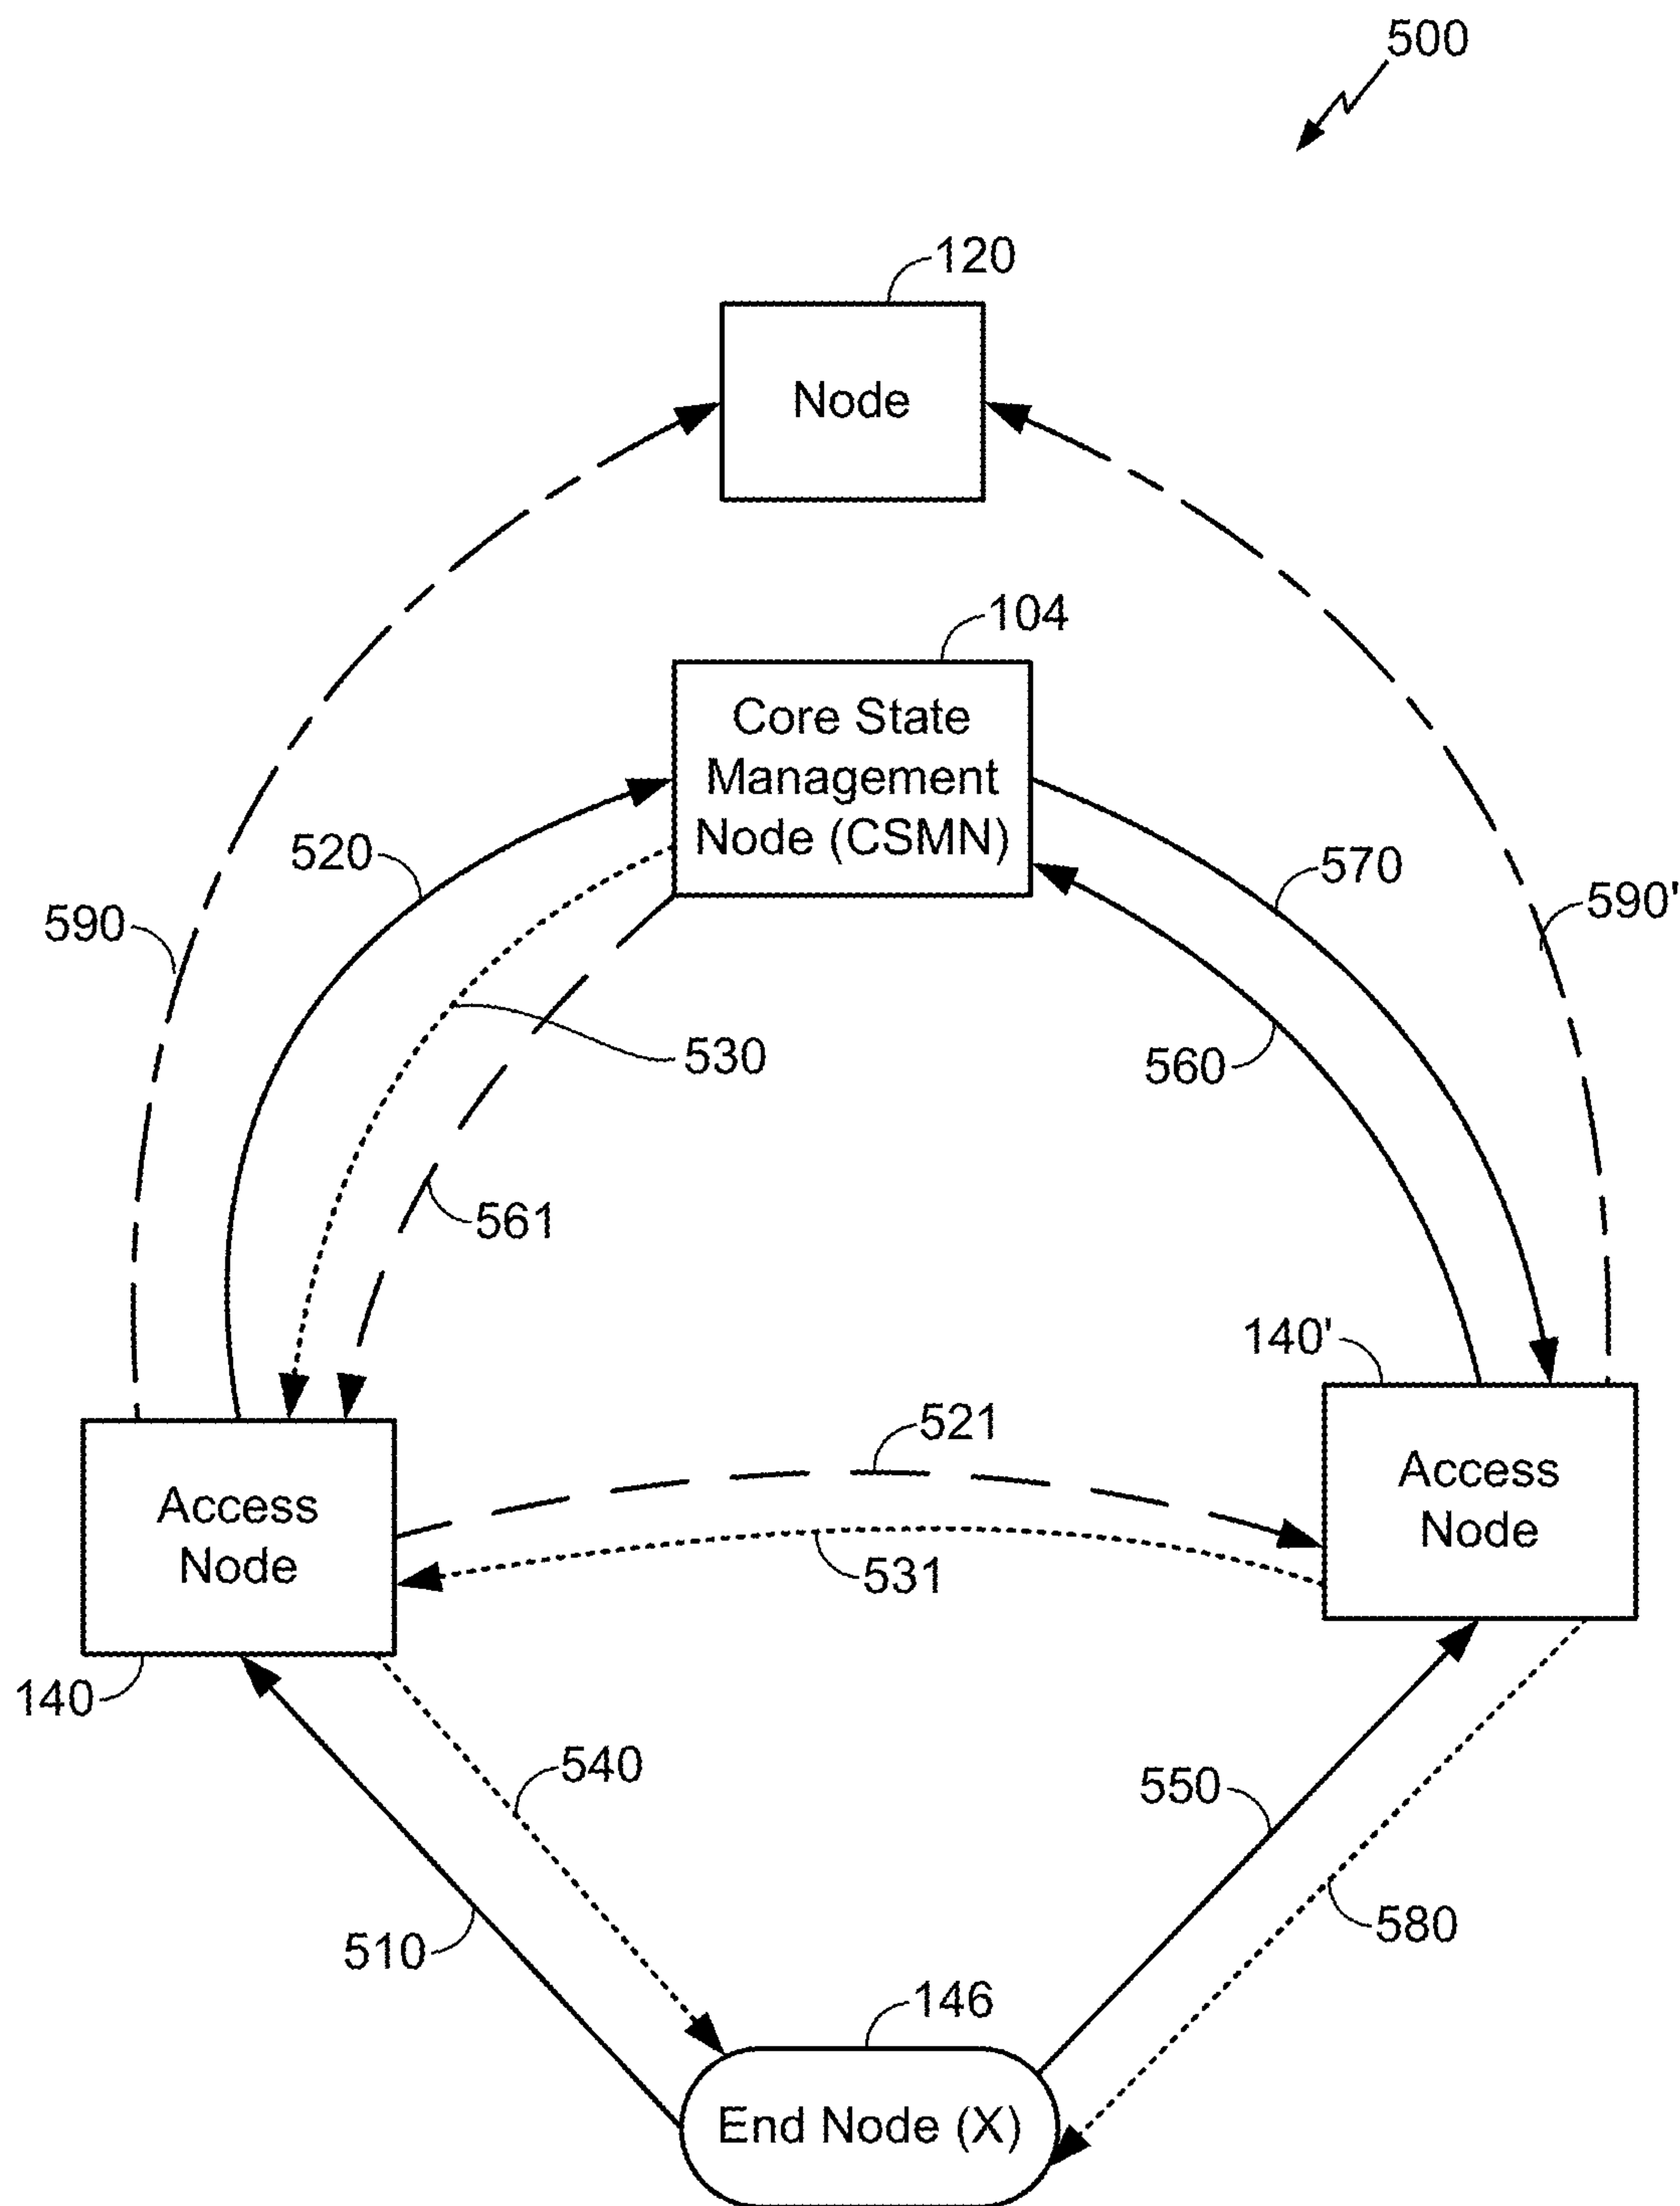 500
120
Node
104
Core State
Management
Node (CSMN)
520
570
590
590'
530
560
561
140'
521
Access
Node
Access
Node
531
140
540
550
510
580
146
End Node (X)